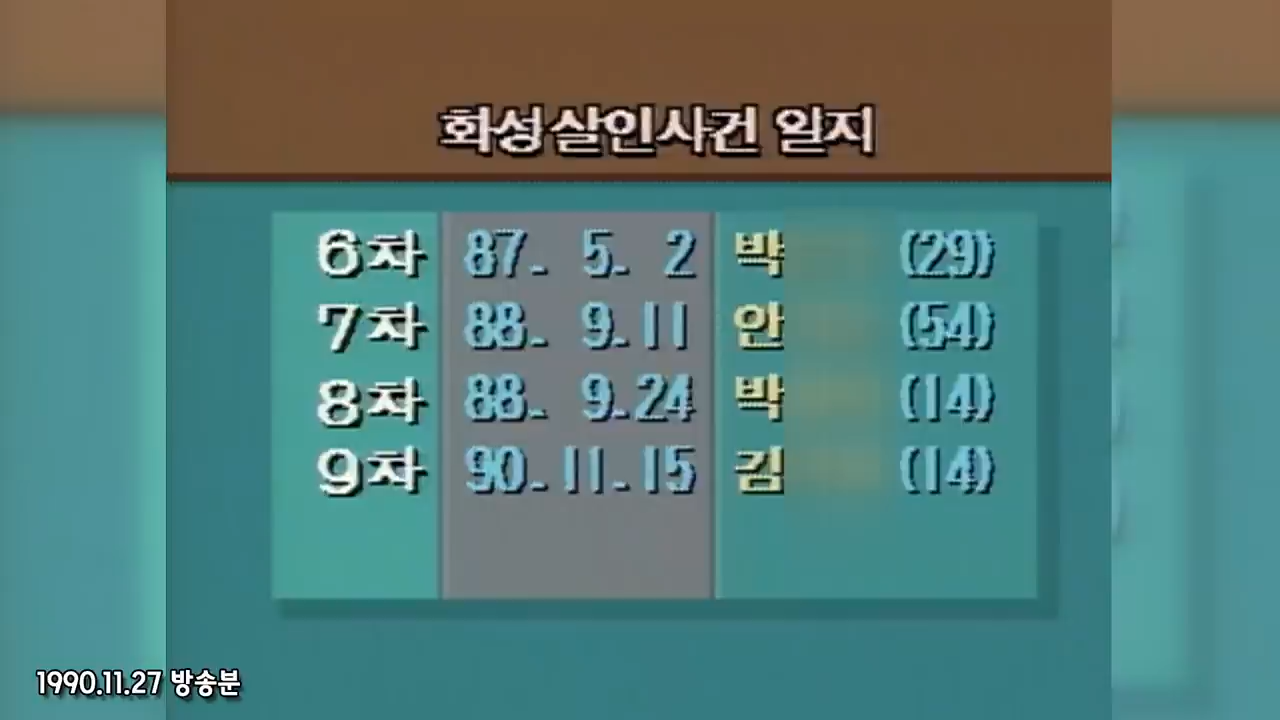 화성살인사건 일지
6차 87. 5. 2 박 (29)
7차 88. 9.11 안 (54)
8차 88. 9.24 박 (14)
9차 90.11.15 김 (14)
1990.11.27 방송분